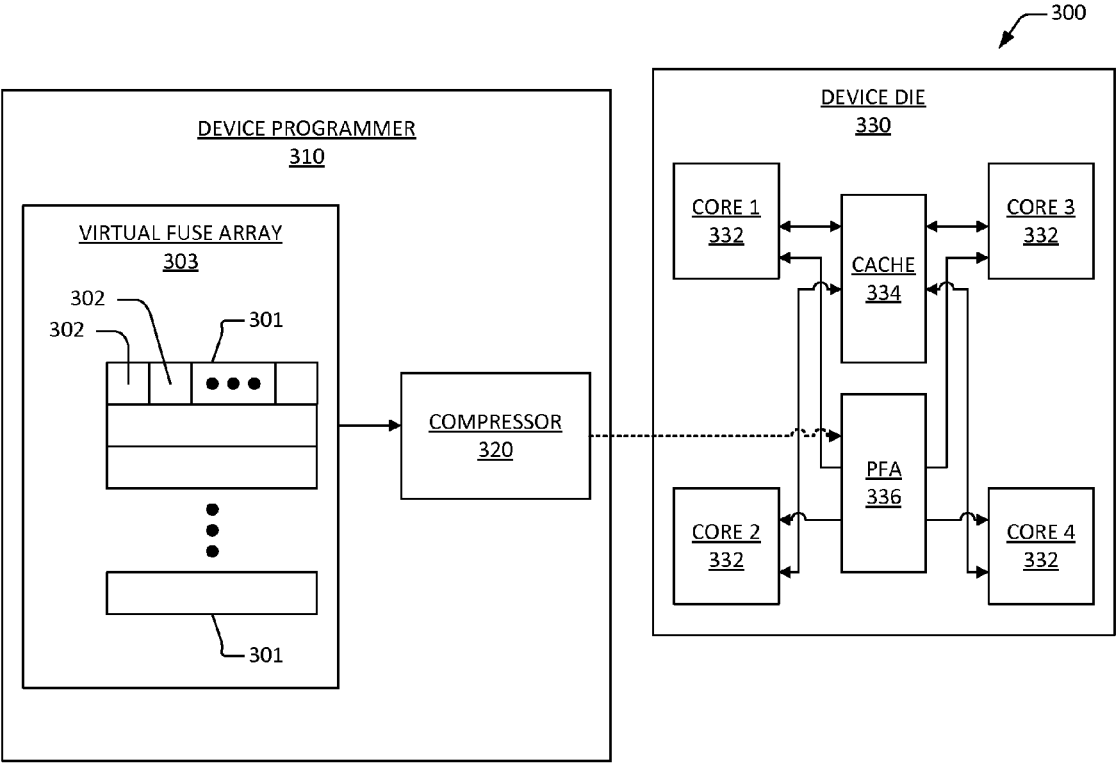 300
DEVICE PROGRAMMER
310
VIRTUAL FUSE ARRAY
303
302
302
301
301
COMPRESSOR
320
DEVICE DIE
330
CORE 1
332
CACHE
334
CORE 3
332
PFA
336
CORE 2
332
CORE 4
332